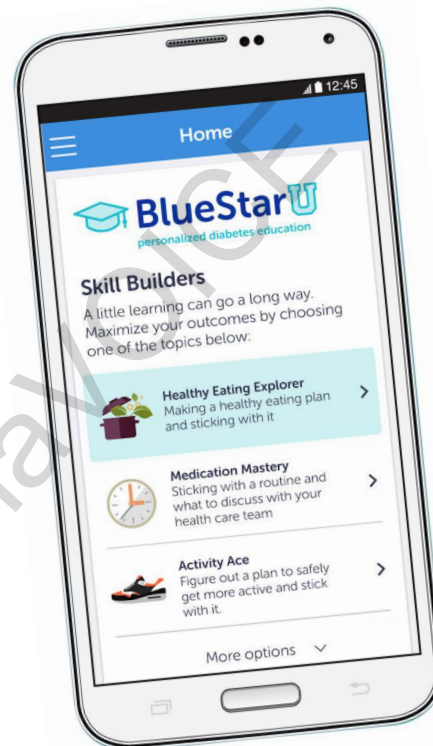 12:45
Home
BlueStarU
personalized diabetes education
Skill Builders
A little learning can go a long way.
Maximize your outcomes by choosing
one of the topics below:
Healthy Eating Explorer
Making a healthy eating plan
and sticking with it
Medication Mastery
Sticking with a routine and
what to discuss with your
health care team
Activity Ace
Figure out a plan to safely
get more active and stick
with it.
More options